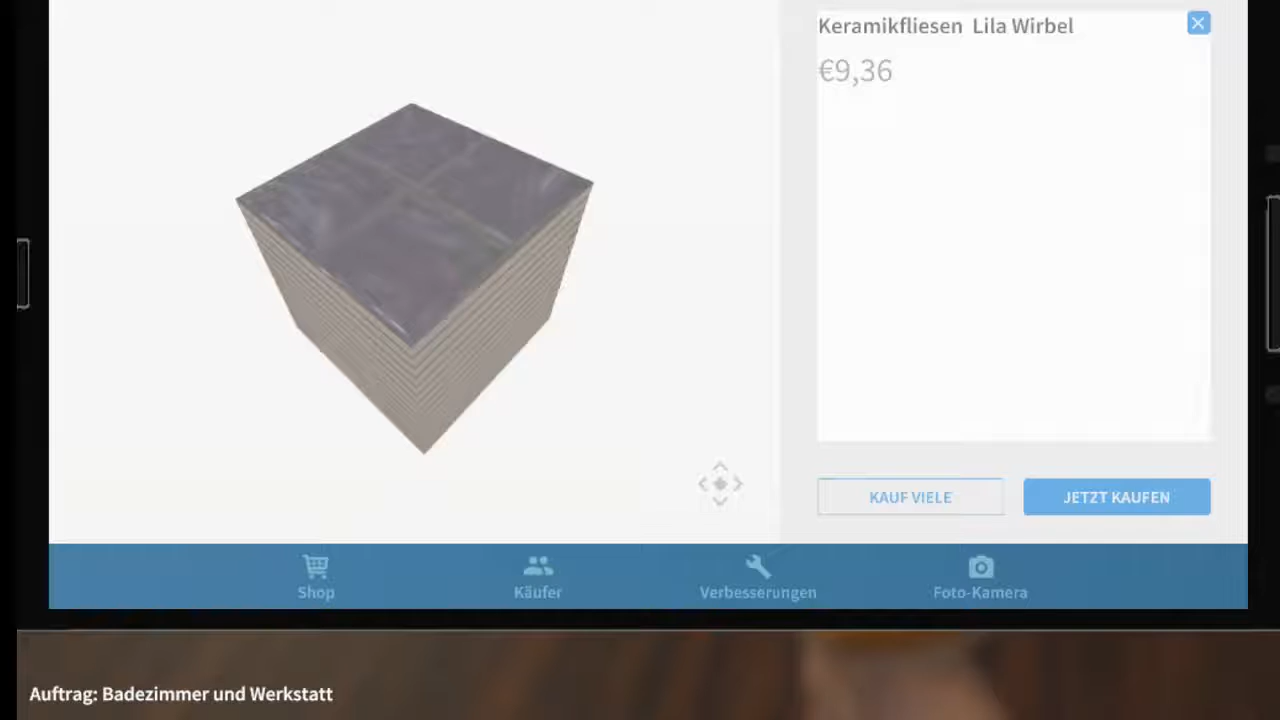 Keramikfliesen Lila Wirbel
€9,36
KAUF VIELE
JETZT KAUFEN
Shop
Käufer
Verbesserungen
Foto-Kamera
Auftrag: Badezimmer und Werkstatt